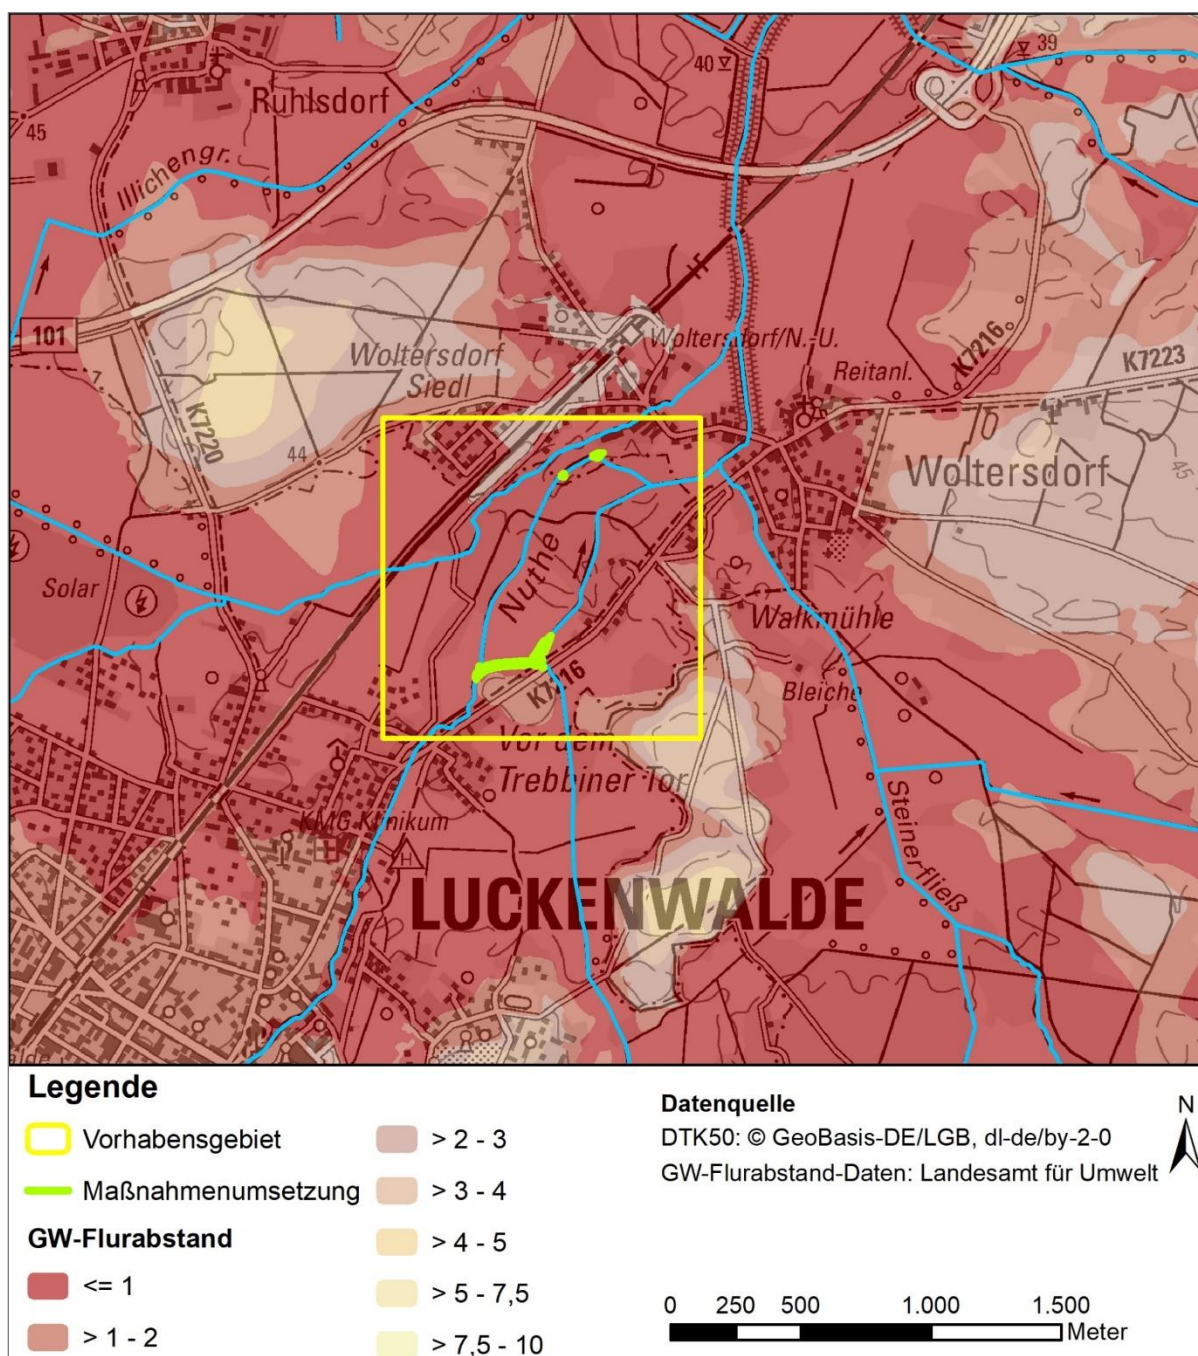 39
40
Ruhlsdorf
45
Illichengr.
101
Woltersdorf/N.-U.
Woltersdorf
Siedl
K7216
Reitanl.
K7223
K7220
44
Woltersdorf
45
Nuthe
Solar
Walkmühle
Bleiche
K7216
Vor dem
Trebbiner Tor
KMG-Klinikum
H
Steinerfließ
LUCKENWALDE
alde
Legende
Vorhabensgebiet
Maßnahmenumsetzung
GW-Flurabstand
<= 1
> 1 - 2
> 2 - 3
> 3 - 4
> 4 - 5
> 5 - 7,5
> 7,5 - 10
Datenquelle
DTK50: © GeoBasis-DE/LGB, dl-de/by-2-0
GW-Flurabstand-Daten: Landesamt für Umwelt
N
0 250 500 1.000 1.500
Meter